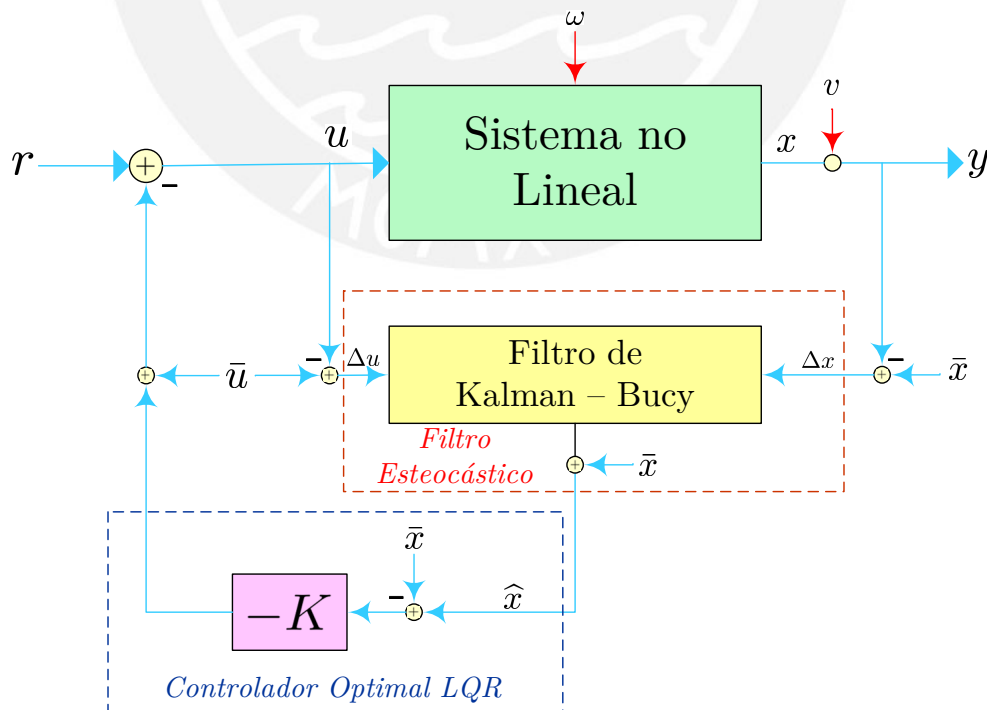 ω
v
r
+
-
u
Sistema no
Lineal
x
y
ū
+
-
+
Δu
Filtro de
Kalman – Bucy
Δx
-
+
x̄
Filtro
Esteocástico
+
x̄
x̄
-
+
x̂
−K
Controlador Optimal LQR